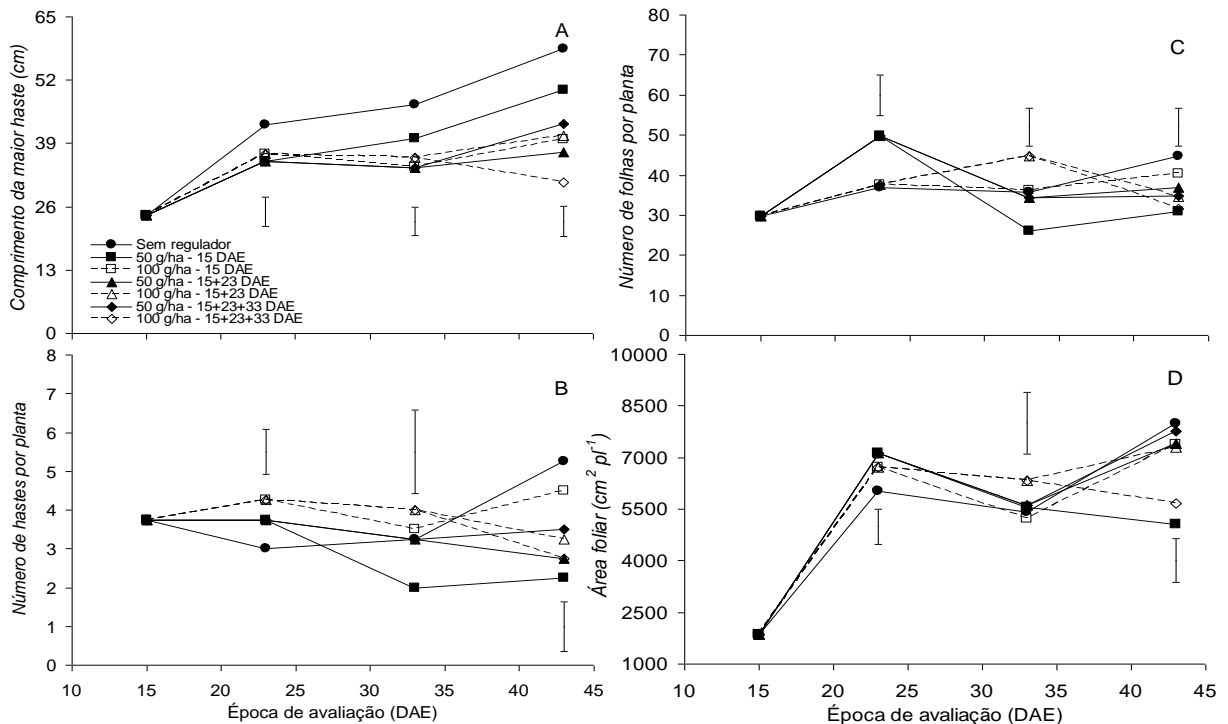 Comprimento da maior haste (cm)
65
52
39
26
13
0
A
Sem regulador
50 g/ha - 15 DAE
100 g/ha - 15 DAE
50 g/ha - 15+23 DAE
100 g/ha - 15+23 DAE
50 g/ha - 15+23+33 DAE
100 g/ha - 15+23+33 DAE
Número de folhas por planta
80
70
60
50
40
30
20
10
0
C
Número de hastes por planta
8
7
6
5
4
3
2
1
0
B
10 15 20 25 30 35 40 45
Época de avaliação (DAE)
Área foliar (cm² pl⁻¹)
10000
8500
7000
5500
4000
2500
1000
D
10 15 20 25 30 35 40 45
Época de avaliação (DAE)